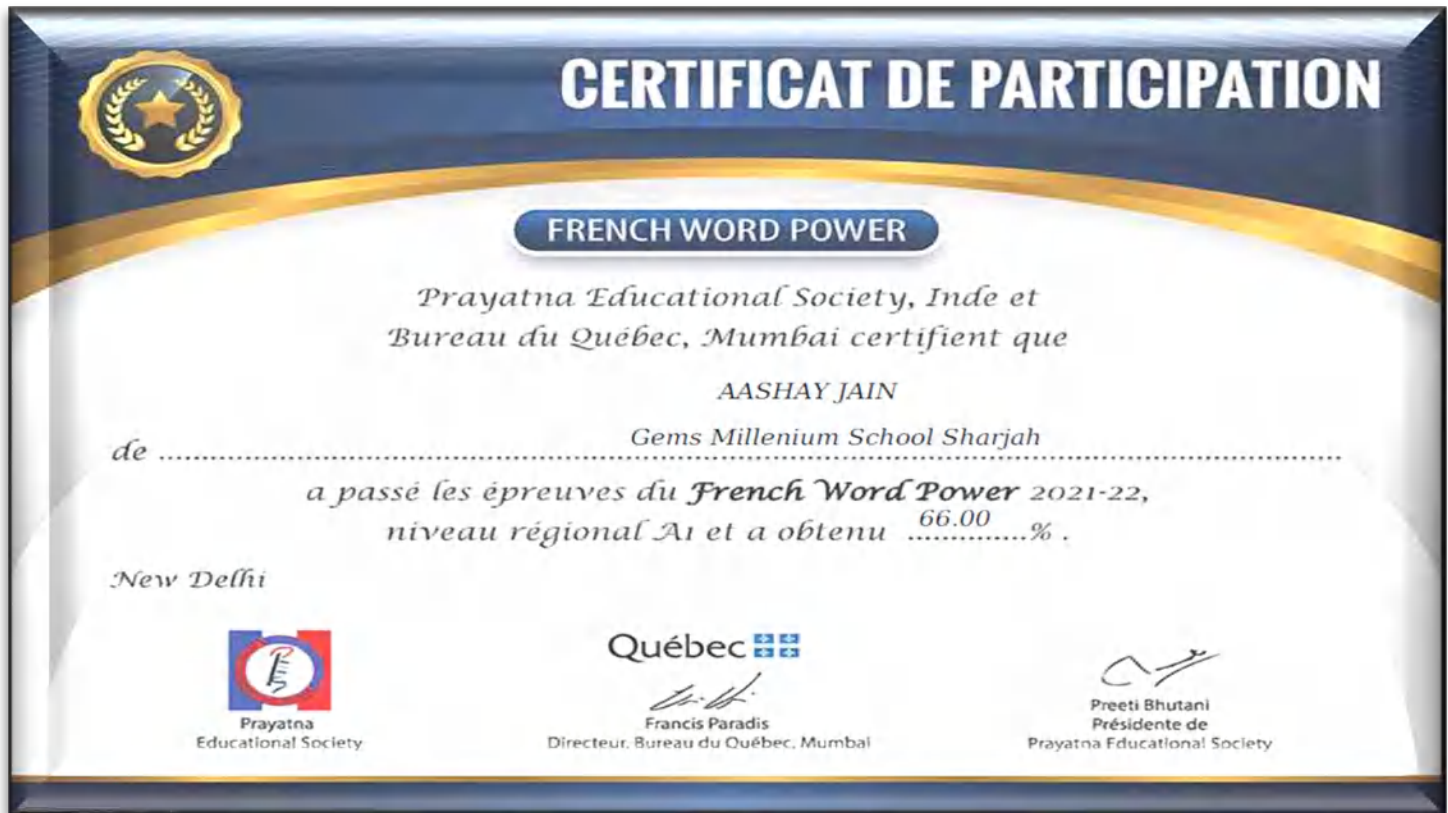 CERTIFICAT DE PARTICIPATION
FRENCH WORD POWER
Prayatna Educational Society, Inde et
Bureau du Québec, Mumbai certifient que
AASHAY JAIN
de Gems Millenium School Sharjah
a passé les épreuves du French Word Power 2021-22,
niveau régional A1 et a obtenu 66.00 % .
New Delhi
Prayatna
Educational Society
Québec
Francis Paradis
Directeur, Bureau du Québec, Mumbai
Preeti Bhutani
Présidente de
Prayatna Educational Society